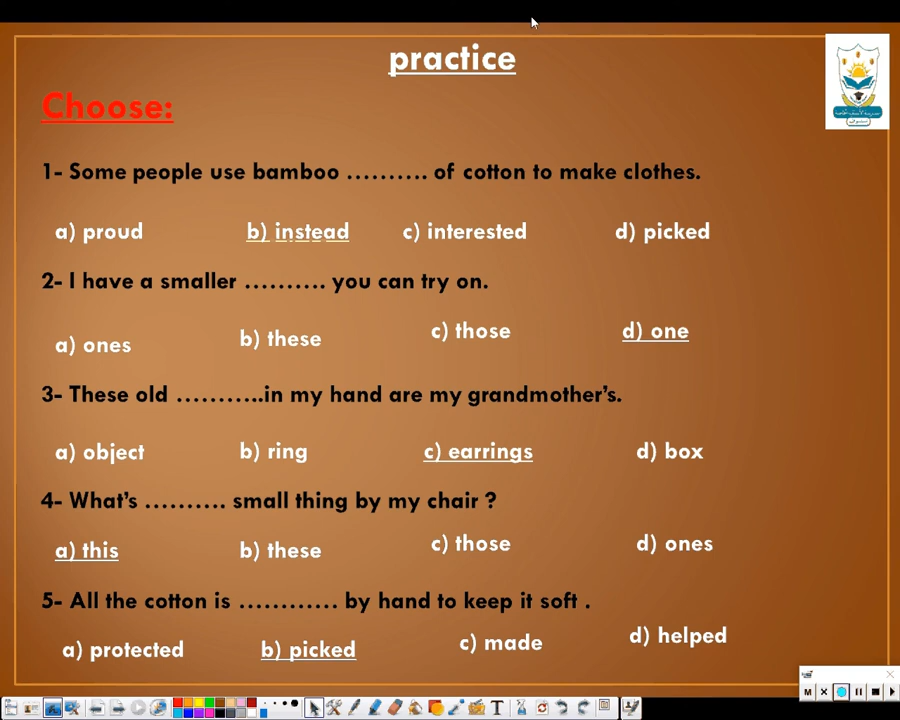 practice
Choose:
1- Some people use bamboo ………. of cotton to make clothes.
a) proud b) instead c) interested d) picked
2- I have a smaller ………. you can try on.
a) ones b) these c) those d) one
3- These old ………..in my hand are my grandmother's.
a) object b) ring c) earrings d) box
4- What's ………. small thing by my chair ?
a) this b) these c) those d) ones
5- All the cotton is ………… by hand to keep it soft .
a) protected b) picked c) made d) helped